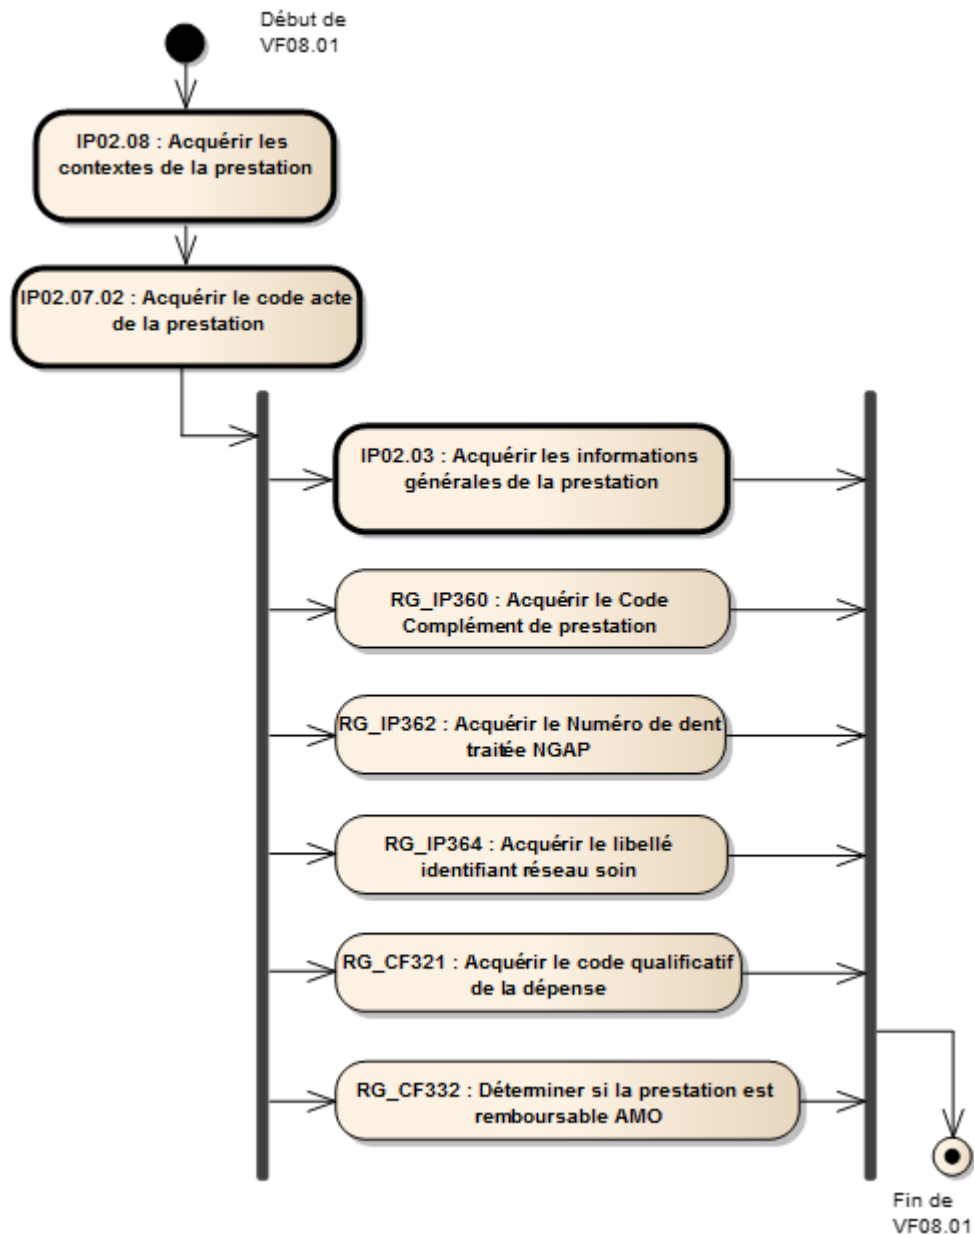 Début de
VF08.01
IP02.08 : Acquérir les
contextes de la prestation
IP02.07.02 : Acquérir le code acte
de la prestation
IP02.03 : Acquérir les informations
générales de la prestation
RG_IP360 : Acquérir le Code
Complément de prestation
RG_IP362 : Acquérir le Numéro de dent
traitée NGAP
RG_IP364 : Acquérir le libellé
identifiant réseau soin
RG_CF321 : Acquérir le code qualificatif
de la dépense
RG_CF332 : Déterminer si la prestation est
remboursable AMO
Fin de
VF08.01